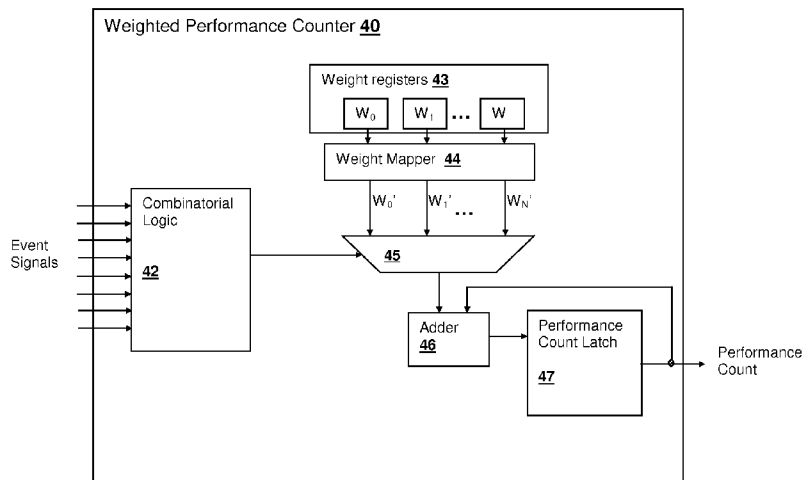 Weighted Performance Counter 40
Weight registers 43
W0 W1 ... W
Weight Mapper 44
W0' W1' ... WN'
Combinatorial
Logic
42
Event
Signals
45
Adder
46
Performance
Count Latch
47
Performance
Count